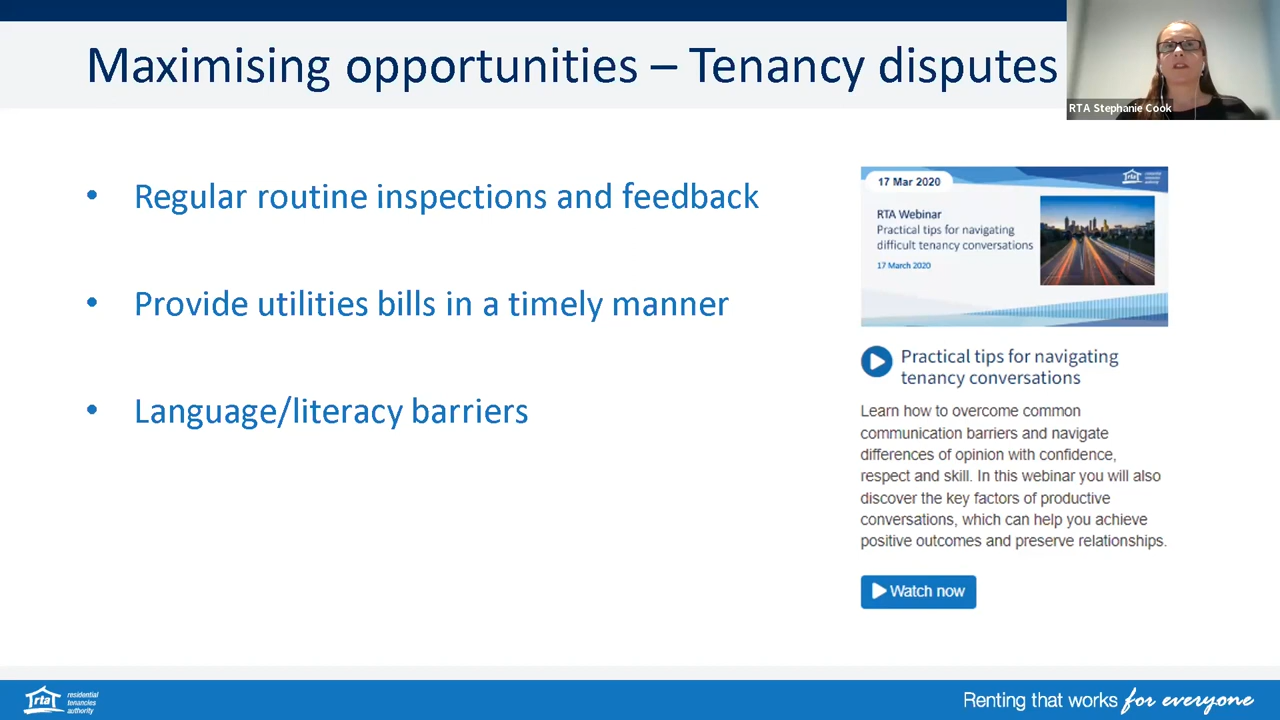 Maximising opportunities – Tenancy disputes
RTA Stephanie Cook
• Regular routine inspections and feedback
• Provide utilities bills in a timely manner
• Language/literacy barriers
17 Mar 2020
rta residential
tenancies
authority
RTA Webinar
Practical tips for navigating
difficult tenancy conversations
17 March 2020
Practical tips for navigating
tenancy conversations
Learn how to overcome common
communication barriers and navigate
differences of opinion with confidence,
respect and skill. In this webinar you will also
discover the key factors of productive
conversations, which can help you achieve
positive outcomes and preserve relationships.
Watch now
rta residential
tenancies
authority
Renting that works for everyone